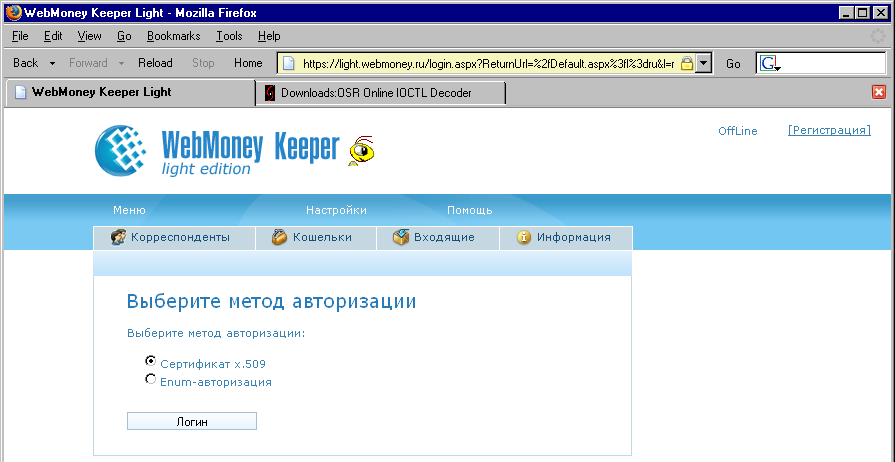 WebMoney Keeper Light - Mozilla Firefox
File Edit View Go Bookmarks Tools Help
Back Forward Reload Stop Home https://light.webmoney.ru/login.aspx?ReturnUrl=%2fDefault.aspx%3fl%3dru&l=r Go G
WebMoney Keeper Light Downloads:OSR Online IOCTL Decoder
OffLine [Регистрация]
WebMoney Keeper
light edition
Меню Настройки Помощь
Корреспонденты Кошельки Входящие Информация
Выберите метод авторизации
Выберите метод авторизации:
Сертификат x.509
Enum-авторизация
Логин